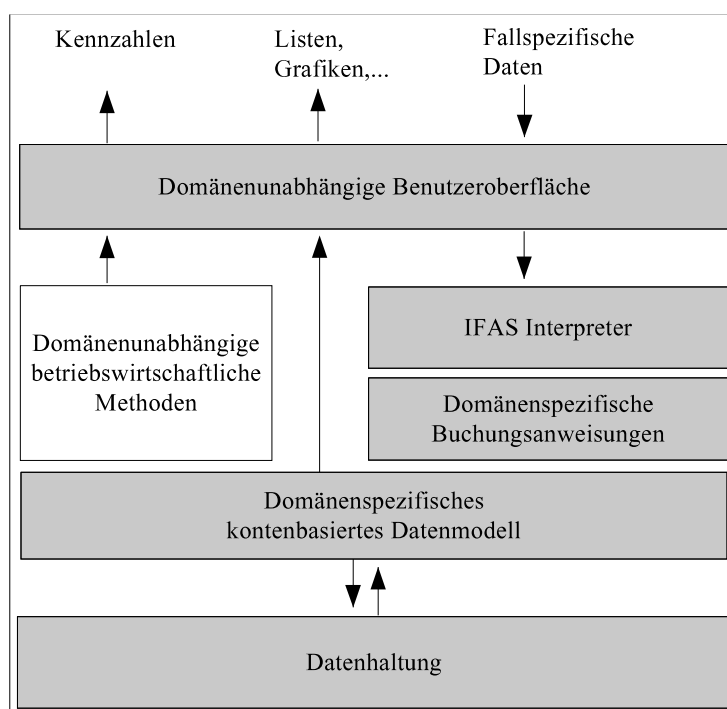 Kennzahlen
Listen,
Grafiken,...
Fallspezifische
Daten
Domänenunabhängige Benutzeroberfläche
Domänenunabhängige
betriebswirtschaftliche
Methoden
IFAS Interpreter
Domänenspezifische
Buchungsanweisungen
Domänenspezifisches
kontenbasiertes Datenmodell
Datenhaltung